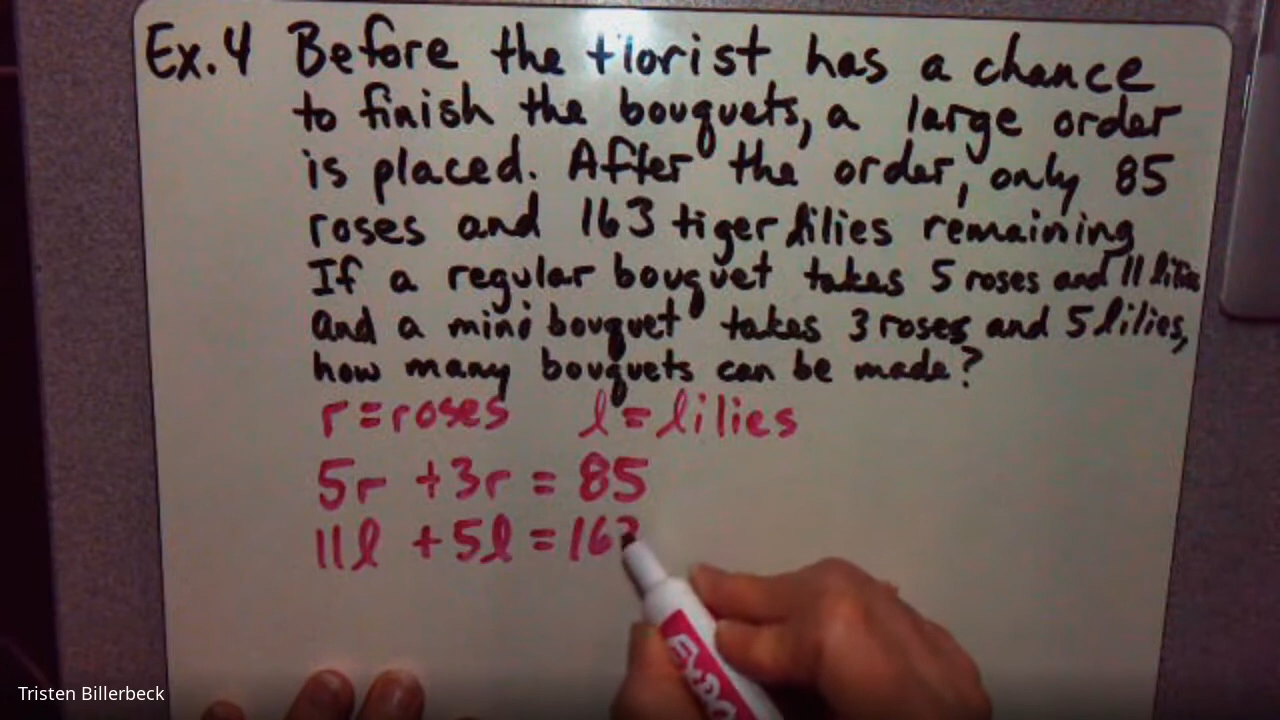 Ex.4 Before the florist has a chance
to finish the bouquets, a large order
is placed. After the order, only 85
roses and 163 tiger lilies remaining
If a regular bouquet takes 5 roses and 11 lilies
and a mini bouquet takes 3 roses and 5 lilies,
how many bouquets can be made?
r = roses l = lilies
5r + 3r = 85
11l + 5l = 163
EXPO
Tristen Billerbeck